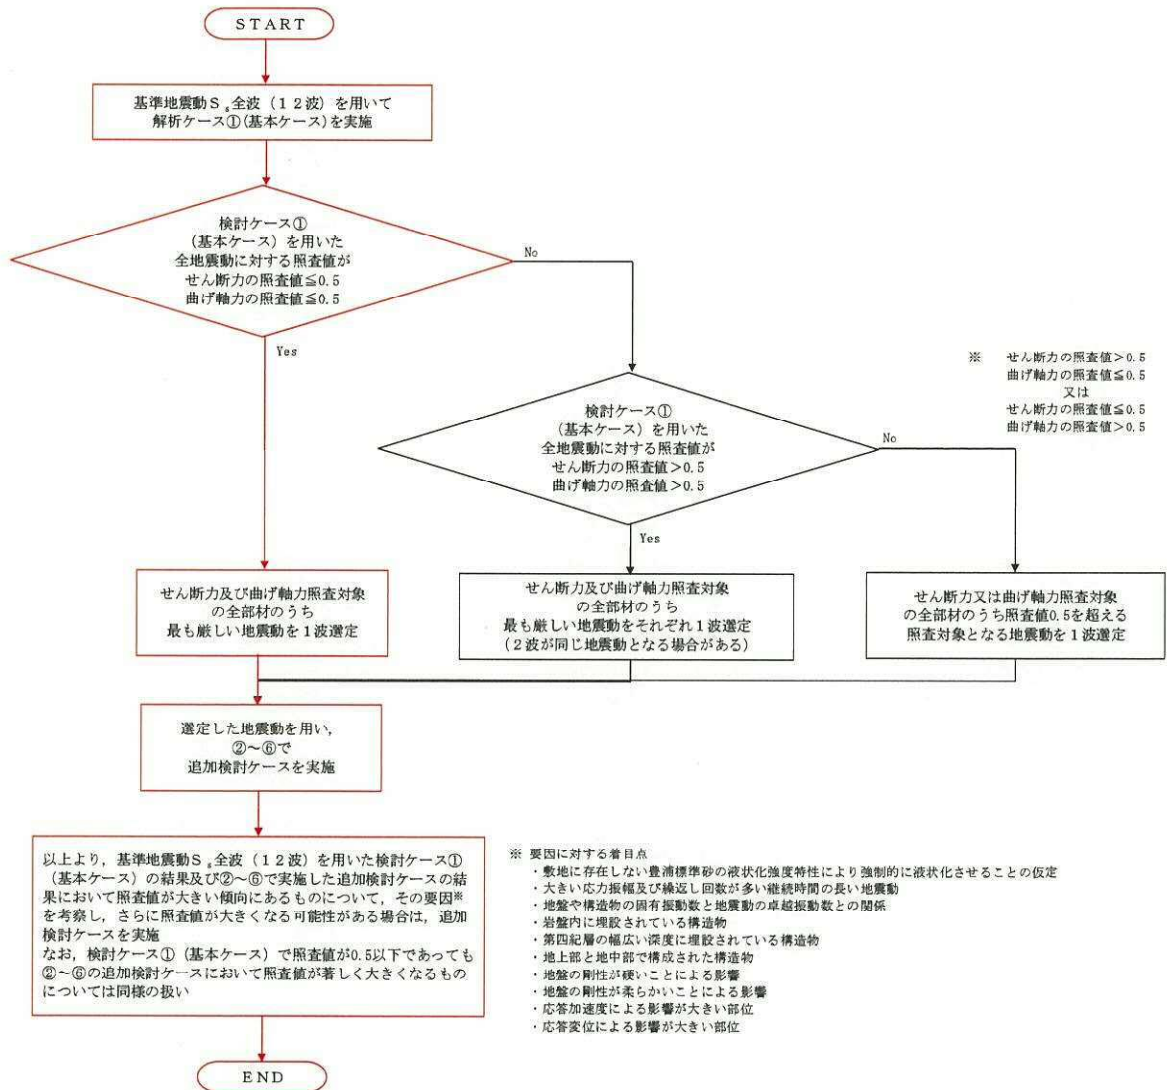 START
基準地震動Ｓｓ全波（１２波）を用いて
解析ケース①(基本ケース)を実施
検討ケース①
（基本ケース）を用いた
全地震動に対する照査値が
せん断力の照査値≦0.5
曲げ軸力の照査値≦0.5
No
Yes
※　せん断力の照査値＞0.5
曲げ軸力の照査値≦0.5
又は
せん断力の照査値≦0.5
曲げ軸力の照査値＞0.5
検討ケース①
（基本ケース）を用いた
全地震動に対する照査値が
せん断力の照査値＞0.5
曲げ軸力の照査値＞0.5
No
Yes
せん断力及び曲げ軸力照査対象
の全部材のうち
最も厳しい地震動を１波選定
せん断力及び曲げ軸力照査対象
の全部材のうち
最も厳しい地震動をそれぞれ１波選定
（２波が同じ地震動となる場合がある）
せん断力又は曲げ軸力照査対象
の全部材のうち照査値0.5を超える
照査対象となる地震動を１波選定
選定した地震動を用い，
②～⑥で
追加検討ケースを実施
以上より，基準地震動Ｓｓ全波（１２波）を用いた検討ケース①
（基本ケース）の結果及び②～⑥で実施した追加検討ケースの結
果において照査値が大きい傾向にあるものについて，その要因※
を考察し，さらに照査値が大きくなる可能性がある場合は，追加
検討ケースを実施
なお，検討ケース①（基本ケース）で照査値が0.5以下であっても
②～⑥の追加検討ケースにおいて照査値が著しく大きくなるもの
については同様の扱い
※ 要因に対する着目点
・敷地に存在しない豊浦標準砂の液状化強度特性により強制的に液状化させることの仮定
・大きい応力振幅及び繰返し回数が多い継続時間の長い地震動
・地盤や構造物の固有振動数と地震動の卓越振動数との関係
・岩盤内に埋設されている構造物
・第四紀層の幅広い深度に埋設されている構造物
・地上部と地中部で構成された構造物
・地盤の剛性が硬いことによる影響
・地盤の剛性が柔らかいことによる影響
・応答加速度による影響が大きい部位
・応答変位による影響が大きい部位
END